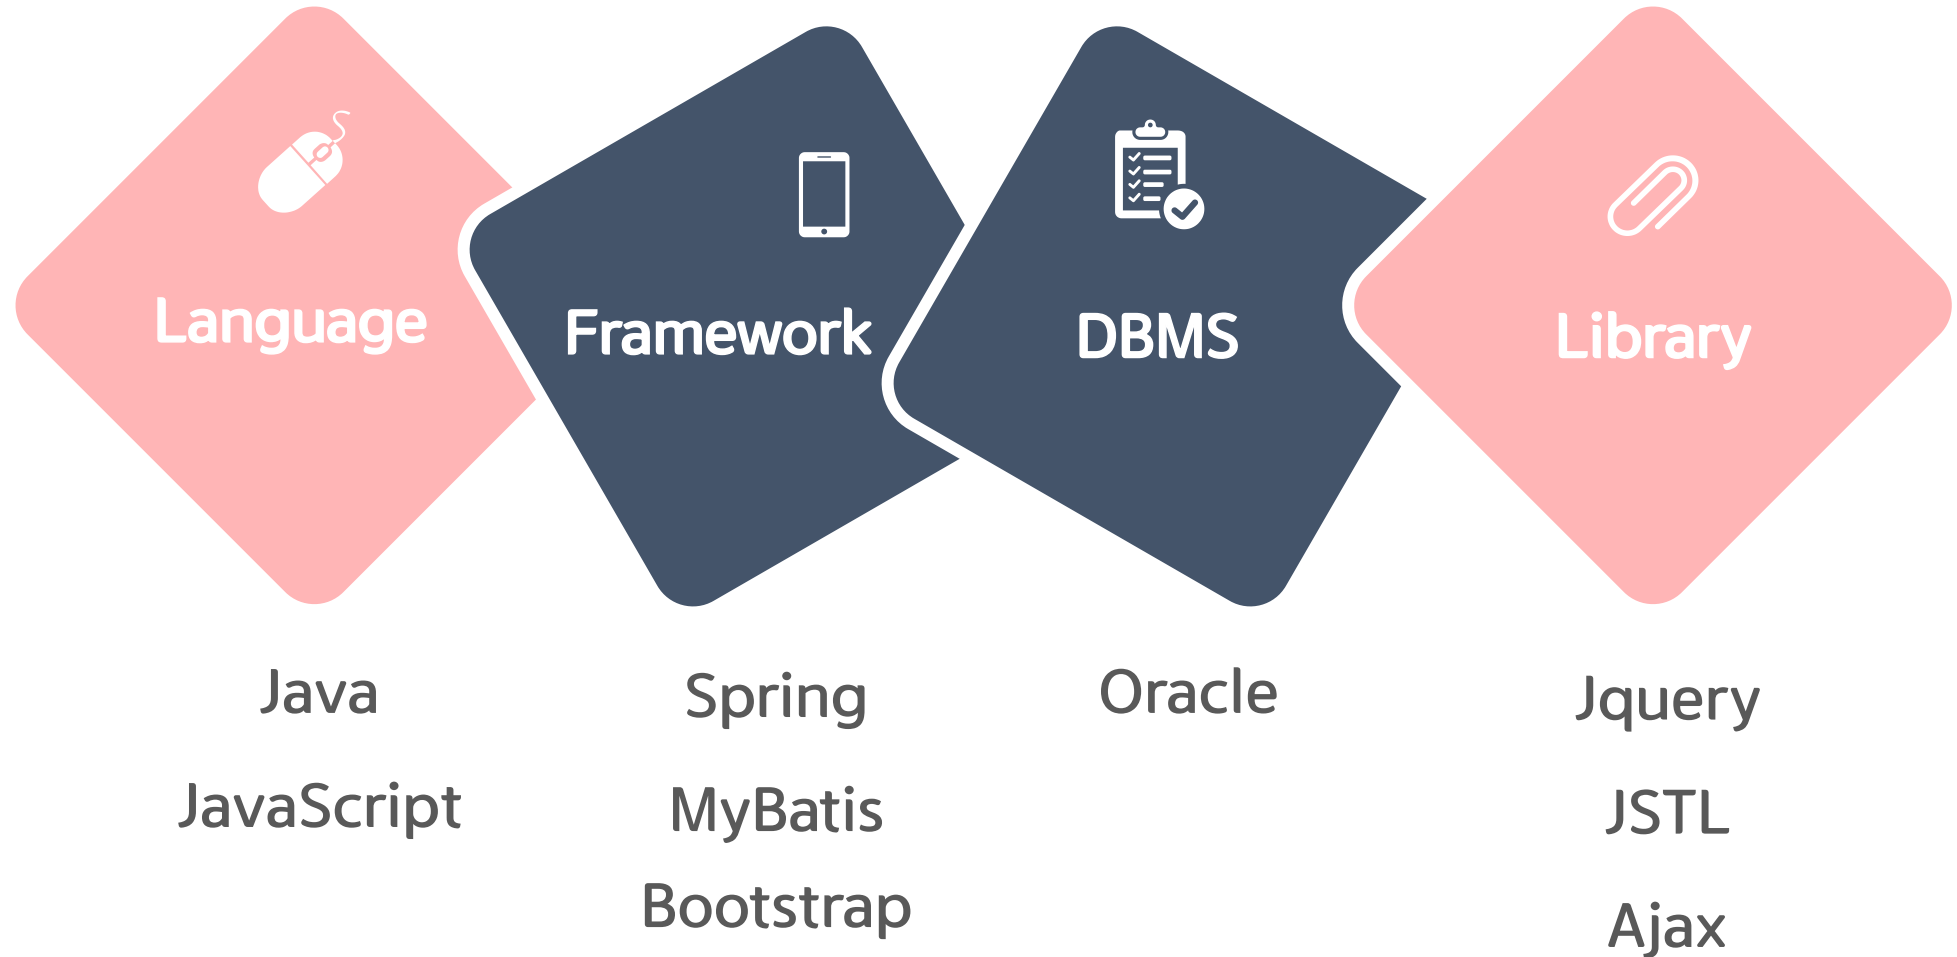 Language
Framework
DBMS
Library
Java
JavaScript
Spring
MyBatis
Bootstrap
Oracle
Jquery
JSTL
Ajax